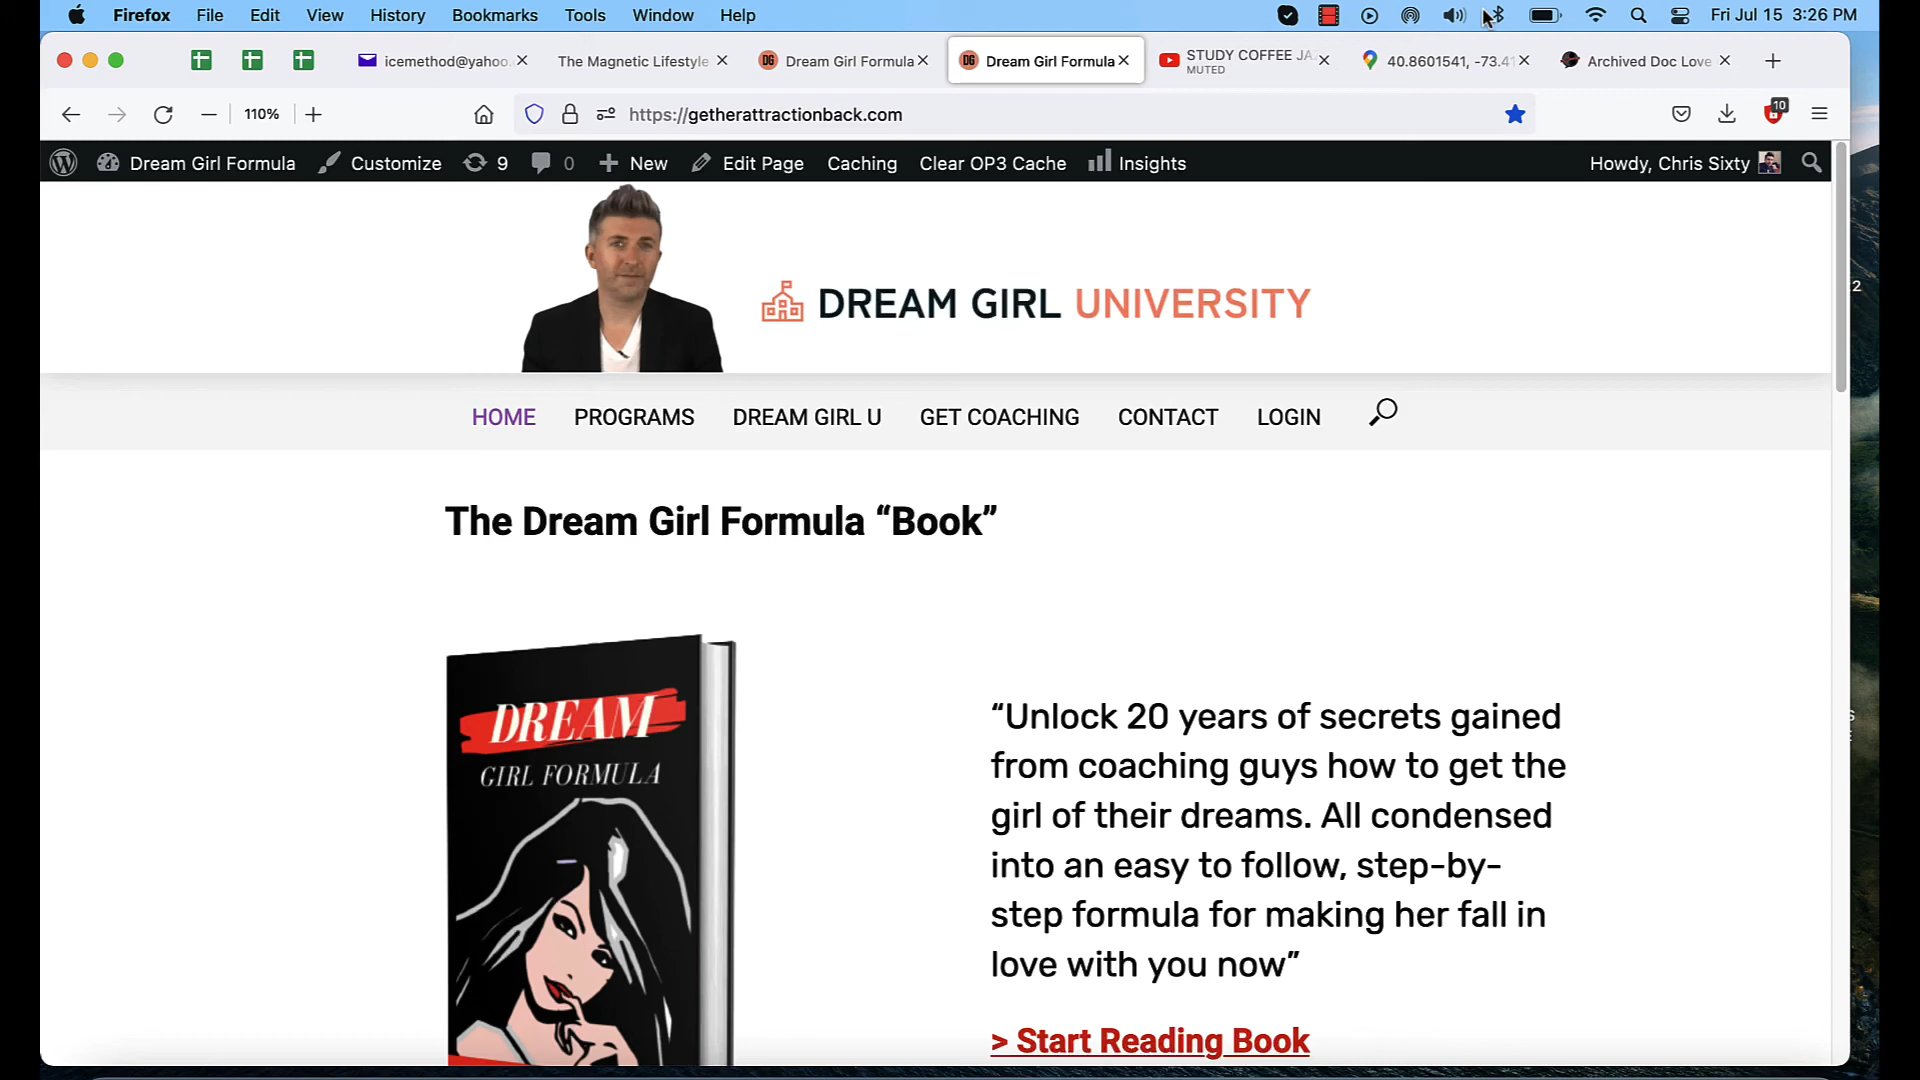 Firefox File Edit View History Bookmarks Tools Window Help Fri Jul 15 3:26 PM
icemethod@yahoo. The Magnetic Lifestyle Dream Girl Formula Dream Girl Formula STUDY COFFEE JA 40.8601541, -73.41 Archived Doc Love
MUTED
110% https://getherattractionback.com 10
Dream Girl Formula Customize 9 0 New Edit Page Caching Clear OP3 Cache Insights Howdy, Chris Sixty
DREAM GIRL UNIVERSITY
HOME PROGRAMS DREAM GIRL U GET COACHING CONTACT LOGIN
The Dream Girl Formula “Book”
DREAM
GIRL FORMULA
“Unlock 20 years of secrets gained
from coaching guys how to get the
girl of their dreams. All condensed
into an easy to follow, step-by-
step formula for making her fall in
love with you now”
> Start Reading Book